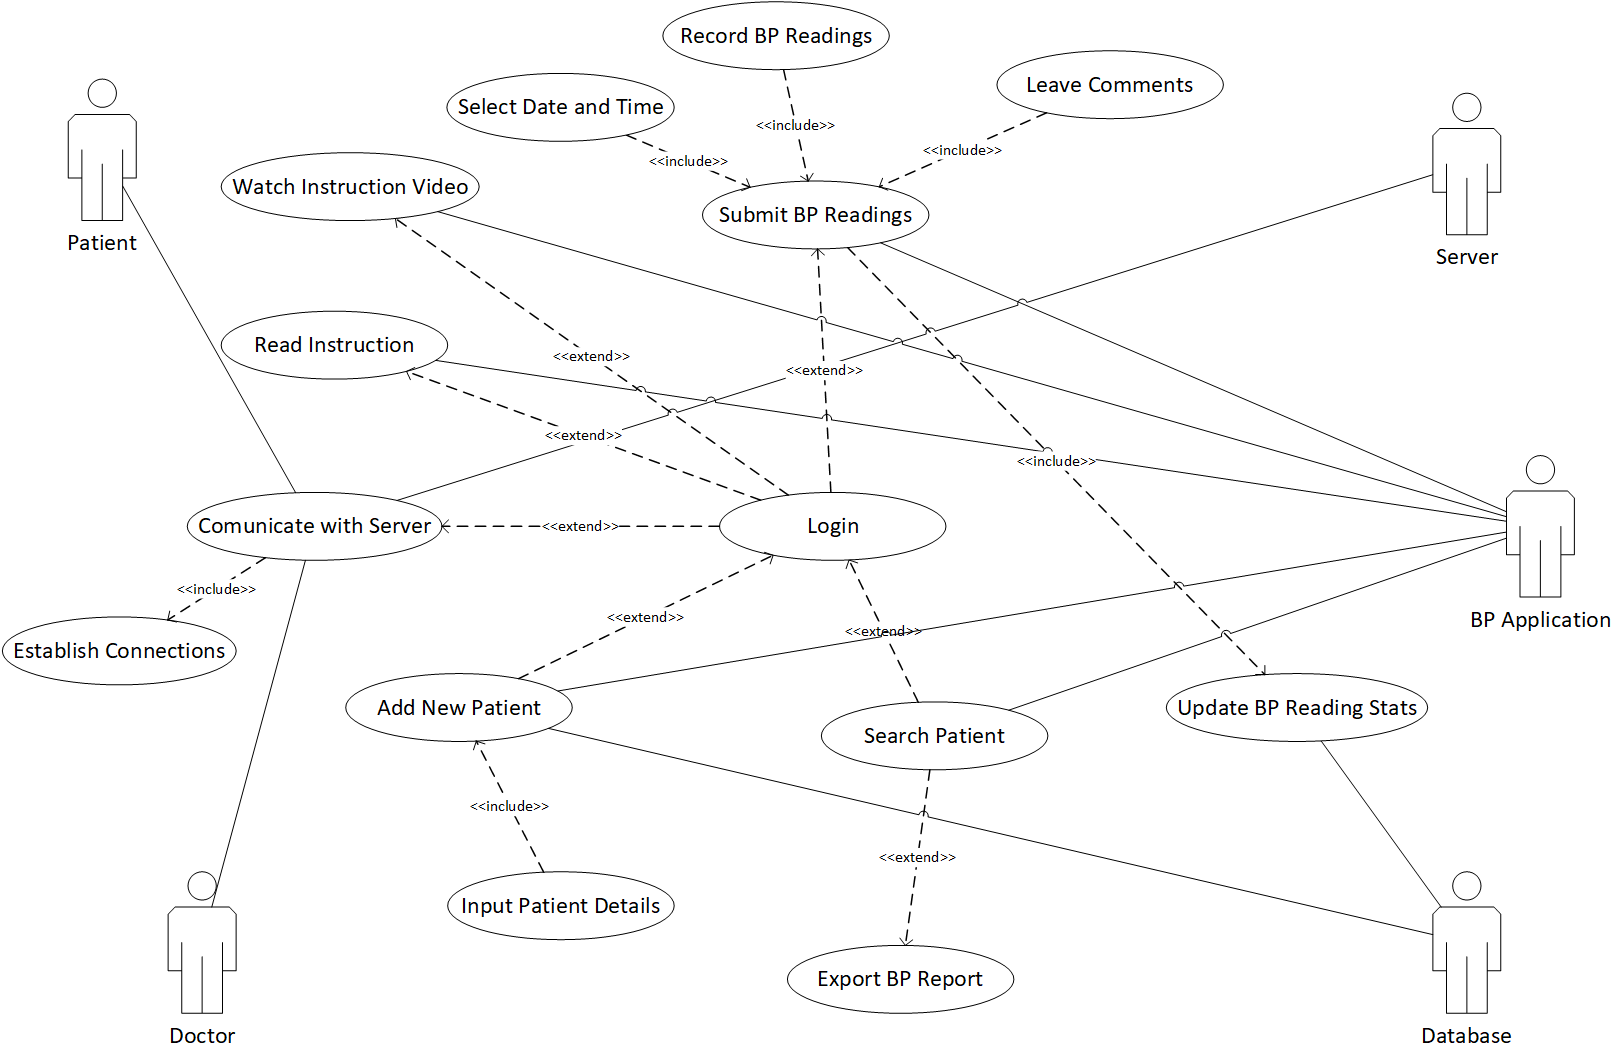 Record BP Readings
Leave Comments
Select Date and Time
<<include>>
<<include>>
<<include>>
Watch Instruction Video
Submit BP Readings
Patient
Server
Read Instruction
<<extend>>
<<extend>>
<<extend>>
<<include>>
Comunicate with Server
<<extend>>
Login
<<include>>
<<extend>>
<<extend>>
BP Application
Establish Connections
Add New Patient
Search Patient
Update BP Reading Stats
<<include>>
<<extend>>
Input Patient Details
Export BP Report
Doctor
Database